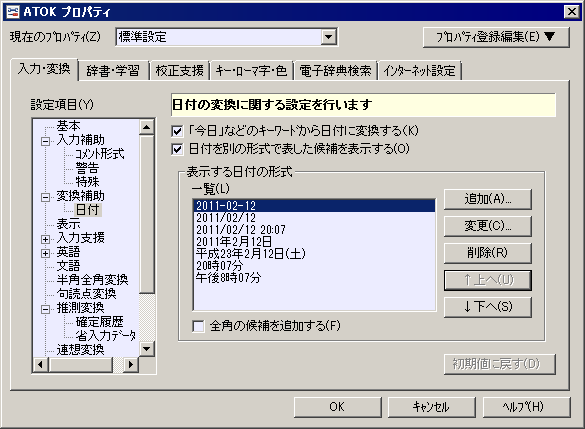 ATOK プロパティ
現在のプロパティ(Z)
標準設定
プロパティ登録編集(E) ▼
入力・変換
辞書・学習
校正支援
キー・ローマ字・色
電子辞典検索
インターネット設定
設定項目(Y)
基本
入力補助
コメント形式
警告
特殊
変換補助
日付
表示
入力支援
英語
文語
半角全角変換
句読点変換
推測変換
確定履歴
省入力データ
連想変換
日付の変換に関する設定を行います
「今日」などのキーワードから日付に変換する(K)
日付を別の形式で表した候補を表示する(O)
表示する日付の形式
一覧(L)
2011-02-12
2011/02/12
2011/02/12 20:07
2011年2月12日
平成23年2月12日(土)
20時07分
午後8時07分
追加(A)...
変更(C)...
削除(R)
↑上へ(U)
↓下へ(S)
全角の候補を追加する(F)
初期値に戻す(D)
OK
キャンセル
ヘルプ(H)